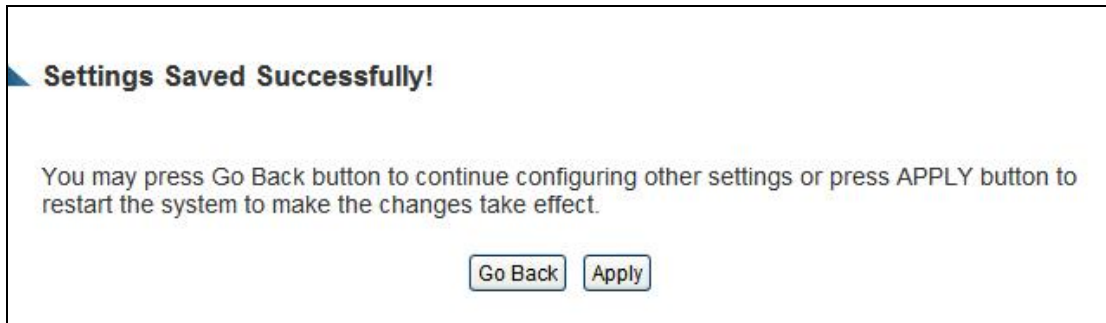 Settings Saved Successfully!
You may press Go Back button to continue configuring other settings or press APPLY button to
restart the system to make the changes take effect.
Go Back Apply